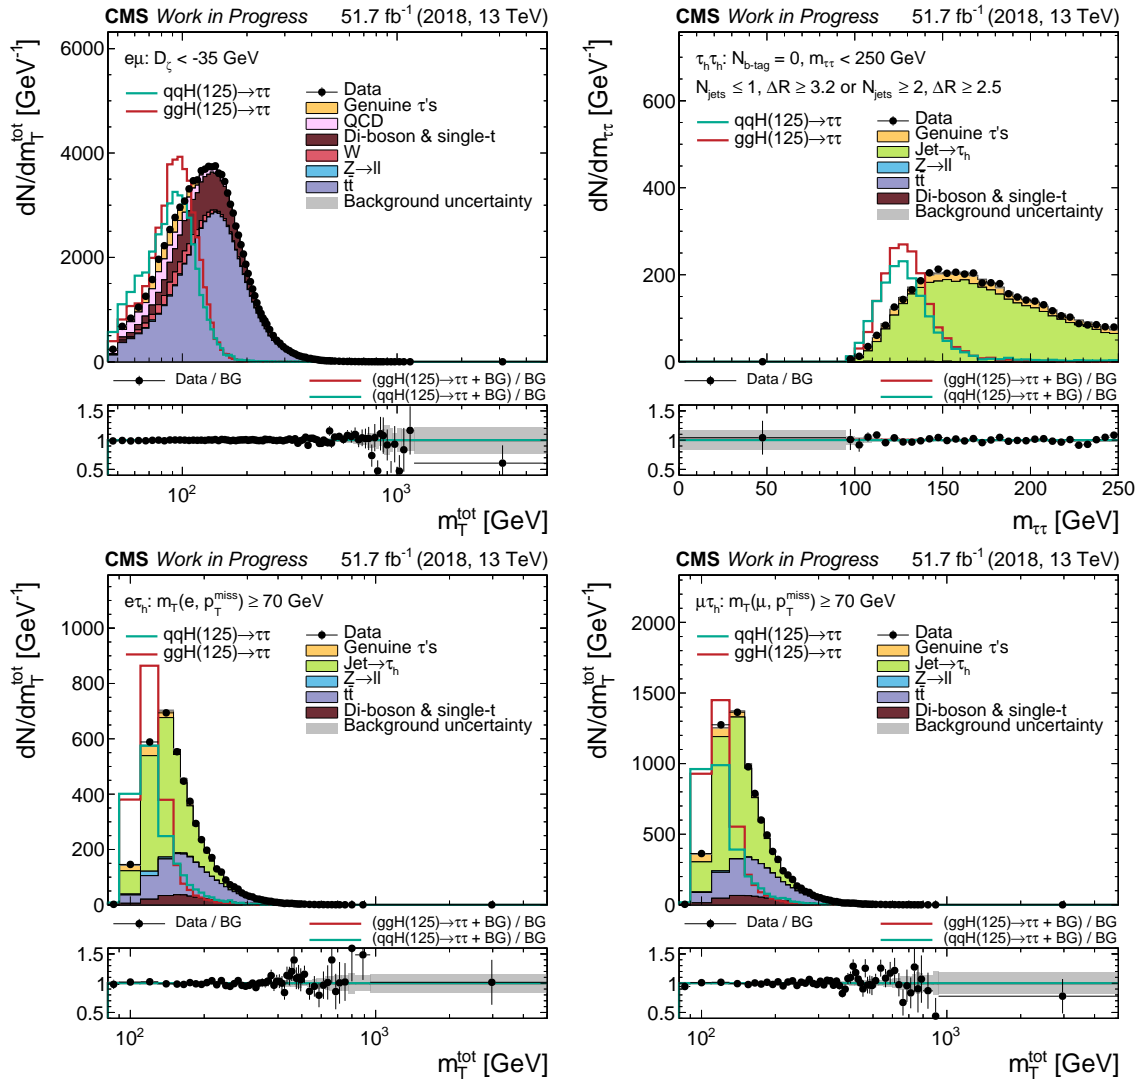 CMS Work in Progress 51.7 fb⁻¹ (2018, 13 TeV)
dN/dm_T^tot [GeV⁻¹]
6000
4000
2000
0
eμ: D_ζ < -35 GeV
qqH(125)→ττ
ggH(125)→ττ
Data
Genuine τ's
QCD
Di-boson & single-t
W
Z→ll
tt̄
Background uncertainty
Data / BG
(ggH(125)→ττ + BG) / BG
(qqH(125)→ττ + BG) / BG
1.5
1
0.5
10² 10³
m_T^tot [GeV]
CMS Work in Progress 51.7 fb⁻¹ (2018, 13 TeV)
dN/dm_ττ [GeV⁻¹]
600
400
200
0
τ_hτ_h: N_b-tag = 0, m_ττ < 250 GeV
N_jets ≤ 1, ΔR ≥ 3.2 or N_jets ≥ 2, ΔR ≥ 2.5
qqH(125)→ττ
ggH(125)→ττ
Data
Genuine τ's
Jet→τ_h
Z→ll
tt̄
Di-boson & single-t
Background uncertainty
Data / BG
(ggH(125)→ττ + BG) / BG
(qqH(125)→ττ + BG) / BG
1.5
1
0.5
0 50 100 150 200 250
m_ττ [GeV]
CMS Work in Progress 51.7 fb⁻¹ (2018, 13 TeV)
dN/dm_T^tot [GeV⁻¹]
1000
800
600
400
200
0
eτ_h: m_T(e, p_T^miss) ≥ 70 GeV
qqH(125)→ττ
ggH(125)→ττ
Data
Genuine τ's
Jet→τ_h
Z→ll
tt̄
Di-boson & single-t
Background uncertainty
Data / BG
(ggH(125)→ττ + BG) / BG
(qqH(125)→ττ + BG) / BG
1.5
1
0.5
10² 10³
m_T^tot [GeV]
CMS Work in Progress 51.7 fb⁻¹ (2018, 13 TeV)
dN/dm_T^tot [GeV⁻¹]
2000
1500
1000
500
0
μτ_h: m_T(μ, p_T^miss) ≥ 70 GeV
qqH(125)→ττ
ggH(125)→ττ
Data
Genuine τ's
Jet→τ_h
Z→ll
tt̄
Di-boson & single-t
Background uncertainty
Data / BG
(ggH(125)→ττ + BG) / BG
(qqH(125)→ττ + BG) / BG
1.5
1
0.5
10² 10³
m_T^tot [GeV]